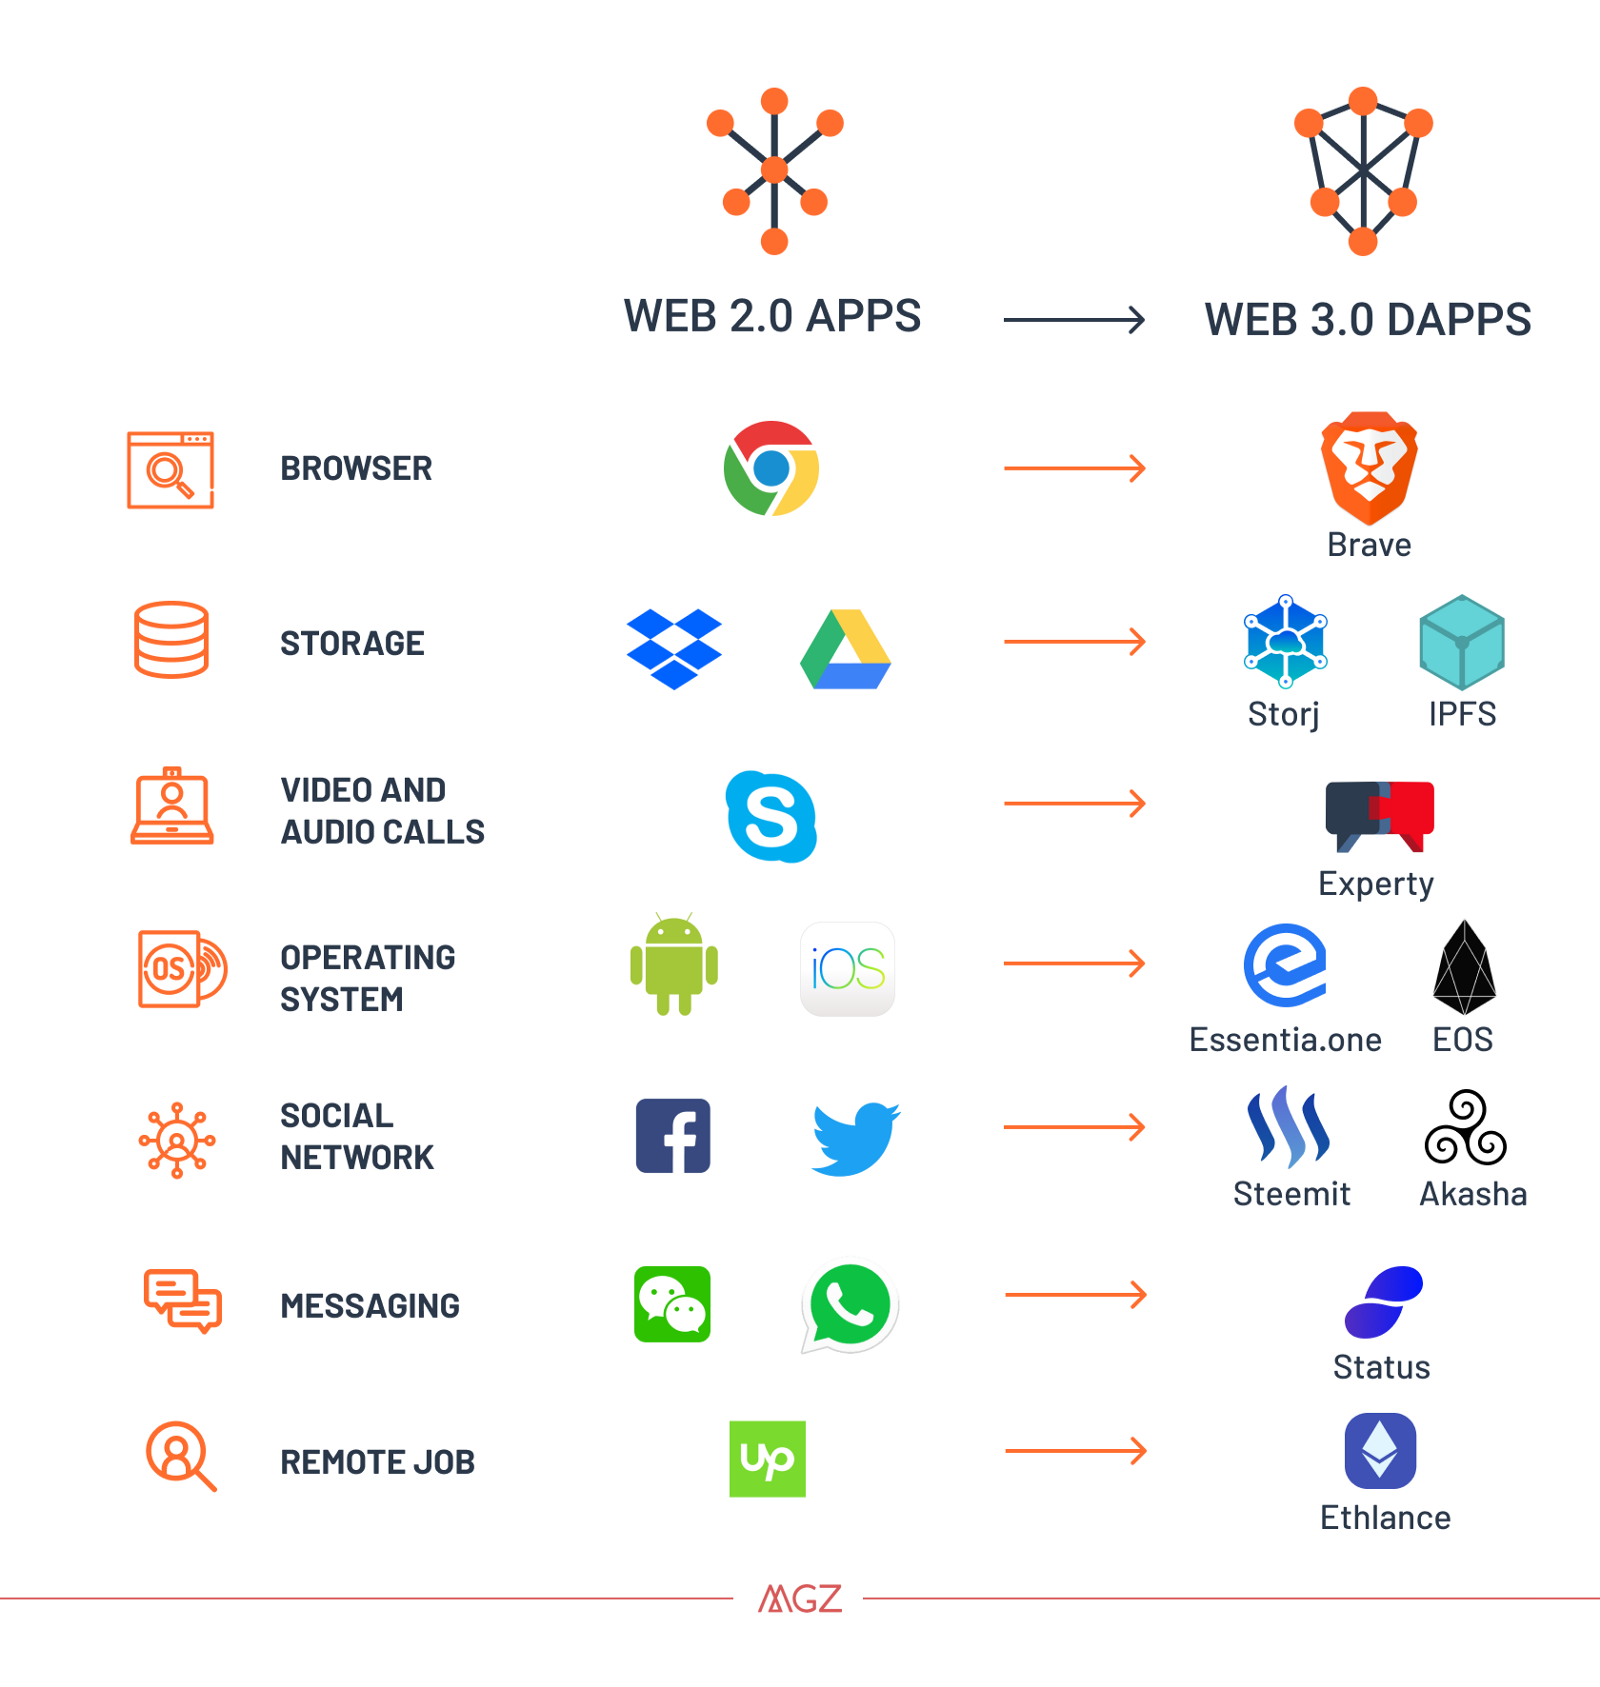 WEB 2.0 APPS
WEB 3.0 DAPPS
BROWSER
Brave
STORAGE
Storj
IPFS
VIDEO AND
AUDIO CALLS
S
Experty
OS
OPERATING
SYSTEM
iOS
Essentia.one
EOS
SOCIAL
NETWORK
f
Steemit
Akasha
MESSAGING
Status
REMOTE JOB
up
Ethlance
MGZ